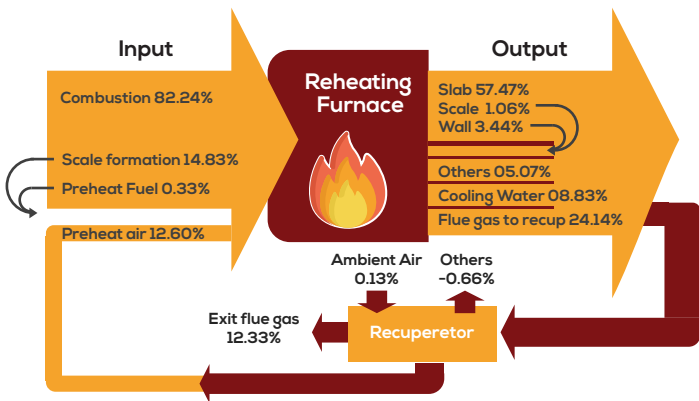 Input
Output
Combustion 82.24%
Scale formation 14.83%
Preheat Fuel 0.33%
Preheat air 12.60%
Reheating
Furnace
Slab 57.47%
Scale 1.06%
Wall 3.44%
Others 05.07%
Cooling Water 08.83%
Flue gas to recup 24.14%
Ambient Air
0.13%
Others
-0.66%
Exit flue gas
12.33%
Recuperetor